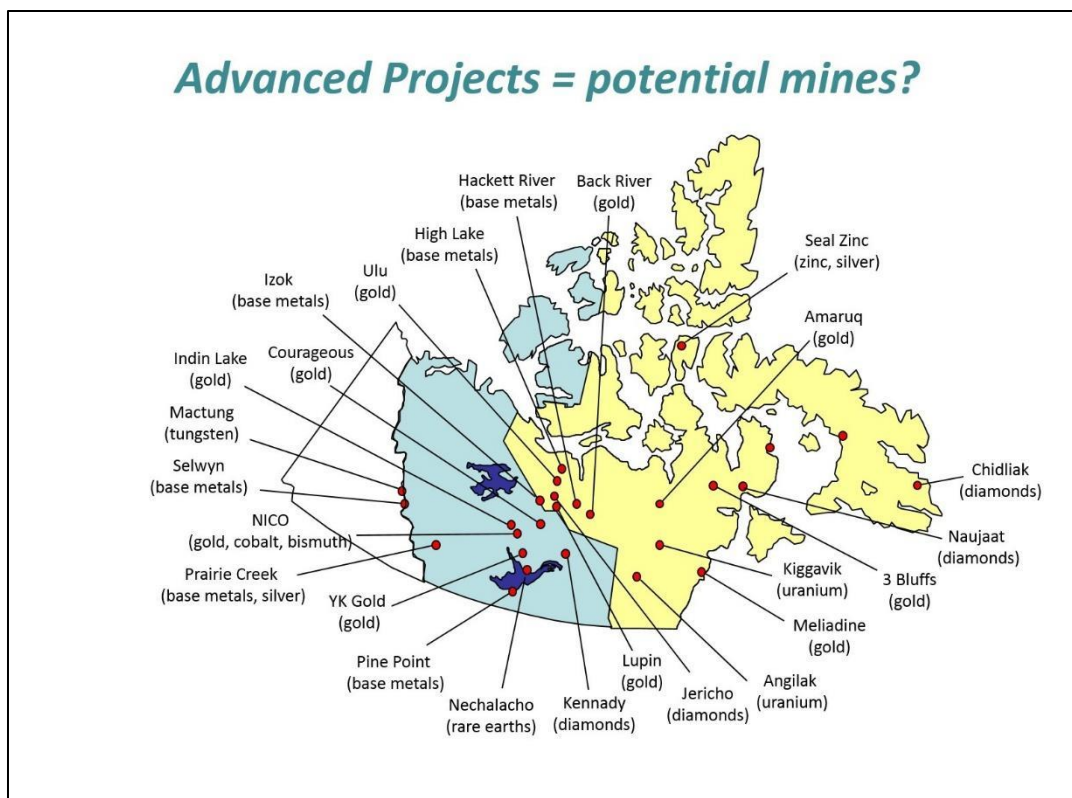 Advanced Projects = potential mines?
Hackett River
(base metals)
Back River
(gold)
High Lake
(base metals)
Seal Zinc
(zinc, silver)
Ulu
(gold)
Izok
(base metals)
Amaruq
(gold)
Courageous
(gold)
Indin Lake
(gold)
Mactung
(tungsten)
Selwyn
(base metals)
Chidliak
(diamonds)
NICO
(gold, cobalt, bismuth)
Naujaat
(diamonds)
Prairie Creek
(base metals, silver)
Kiggavik
(uranium)
3 Bluffs
(gold)
YK Gold
(gold)
Meliadine
(gold)
Pine Point
(base metals)
Lupin
(gold)
Angilak
(uranium)
Jericho
(diamonds)
Nechalacho
(rare earths)
Kennady
(diamonds)